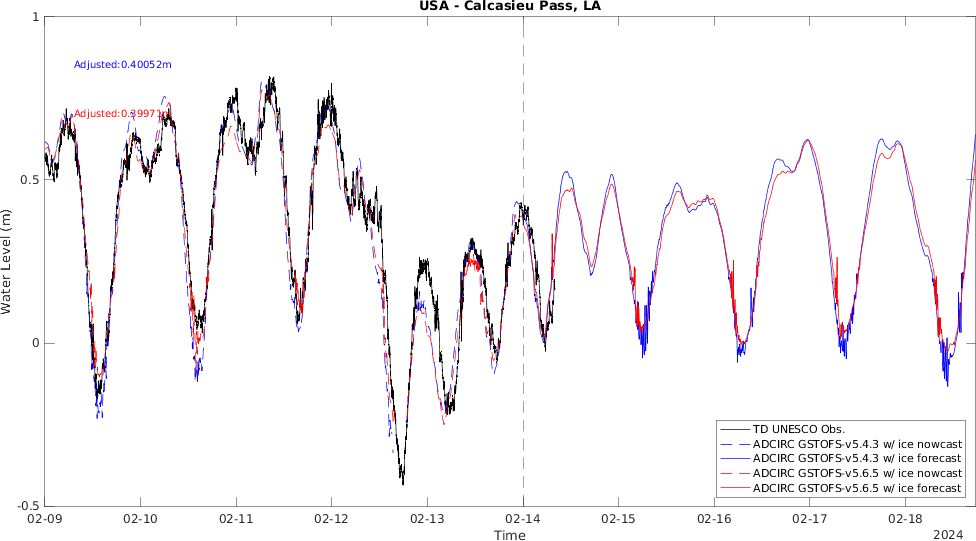 USA - Calcasieu Pass, LA
1
Adjusted:0.40052m
Adjusted:0.39971m
0.5
Water Level (m)
0
TD UNESCO Obs.
ADCIRC GSTOFS-v5.4.3 w/ ice nowcast
ADCIRC GSTOFS-v5.4.3 w/ ice forecast
ADCIRC GSTOFS-v5.6.5 w/ ice nowcast
ADCIRC GSTOFS-v5.6.5 w/ ice forecast
-0.5
02-09 02-10 02-11 02-12 02-13 02-14 02-15 02-16 02-17 02-18
Time
2024